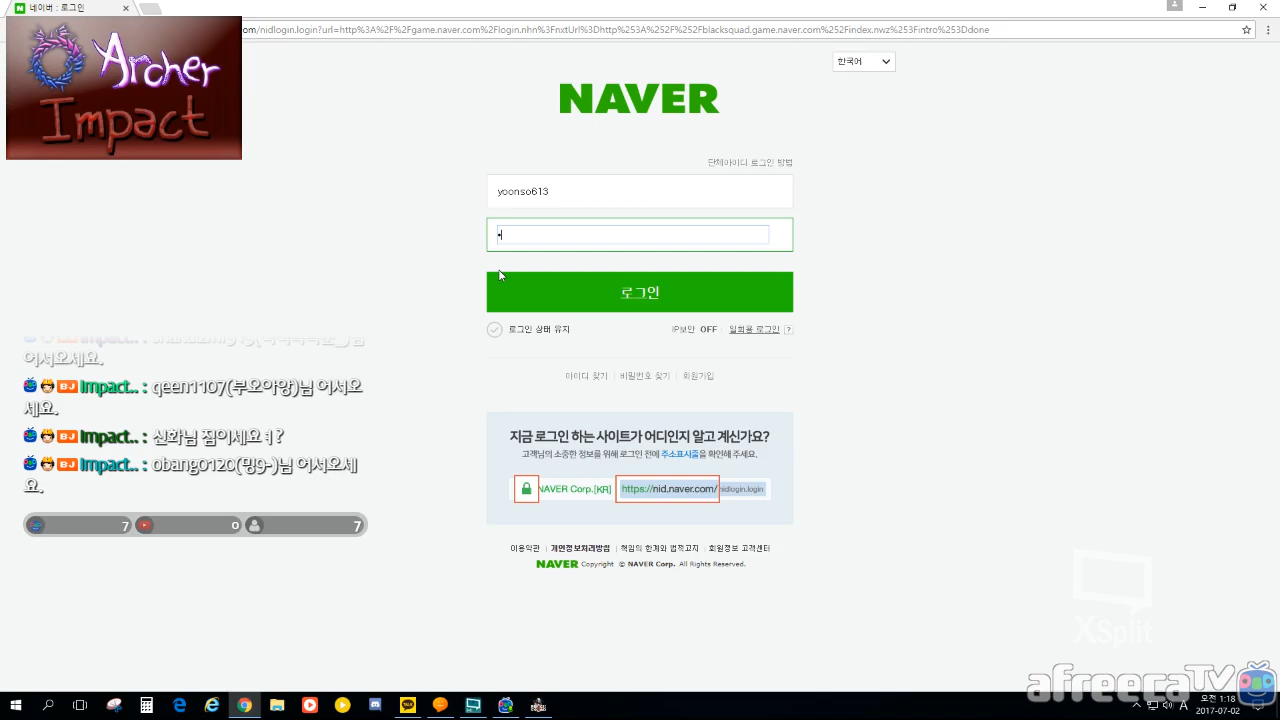 네이버 : 로그인
com/nidlogin.login?url=http%3A%2F%2Fgame.naver.com%2Flogin.nhn%3FnxtUrl%3Dhttp%3A%252F%252Fblacksquad.game.naver.com%252Findex.nwz%3Fintro%253Ddone
Archer
Impact
한국어
NAVER
단체아이디 로그인 방법
yoonso613
로그인
로그인 상태 유지
IP보안 OFF
일회용 로그인 ?
아이디 찾기
비밀번호 찾기
회원가입
어서오세요.
BJ Impact.. : qeen1107(부오아앙)님 어서오
세요.
BJ Impact.. : 신화님 짐이세요 ㅕ?
BJ Impact.. : obang0120(밍9-)님 어서오세
요.
7 0 7
지금 로그인 하는 사이트가 어디인지 알고 계신가요?
고객님의 소중한 정보를 위해 로그인 전에 주소표시줄을 확인해 주세요.
NAVER Corp.[KR] https://nid.naver.com/nidlogin.login
이용약관 개인정보처리방침 책임의 한계와 법적고지 회원정보 고객센터
NAVER Copyright © NAVER Corp. All Rights Reserved.
XSplit
afreecaTV
TALK
A
오전 1:18
2017-07-02